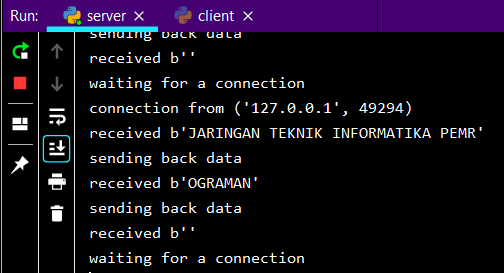 Run: server × client ×
sending back data
received b''
waiting for a connection
connection from ('127.0.0.1', 49294)
received b'JARINGAN TEKNIK INFORMATIKA PEMR'
sending back data
received b'OGRAMAN'
sending back data
received b''
waiting for a connection